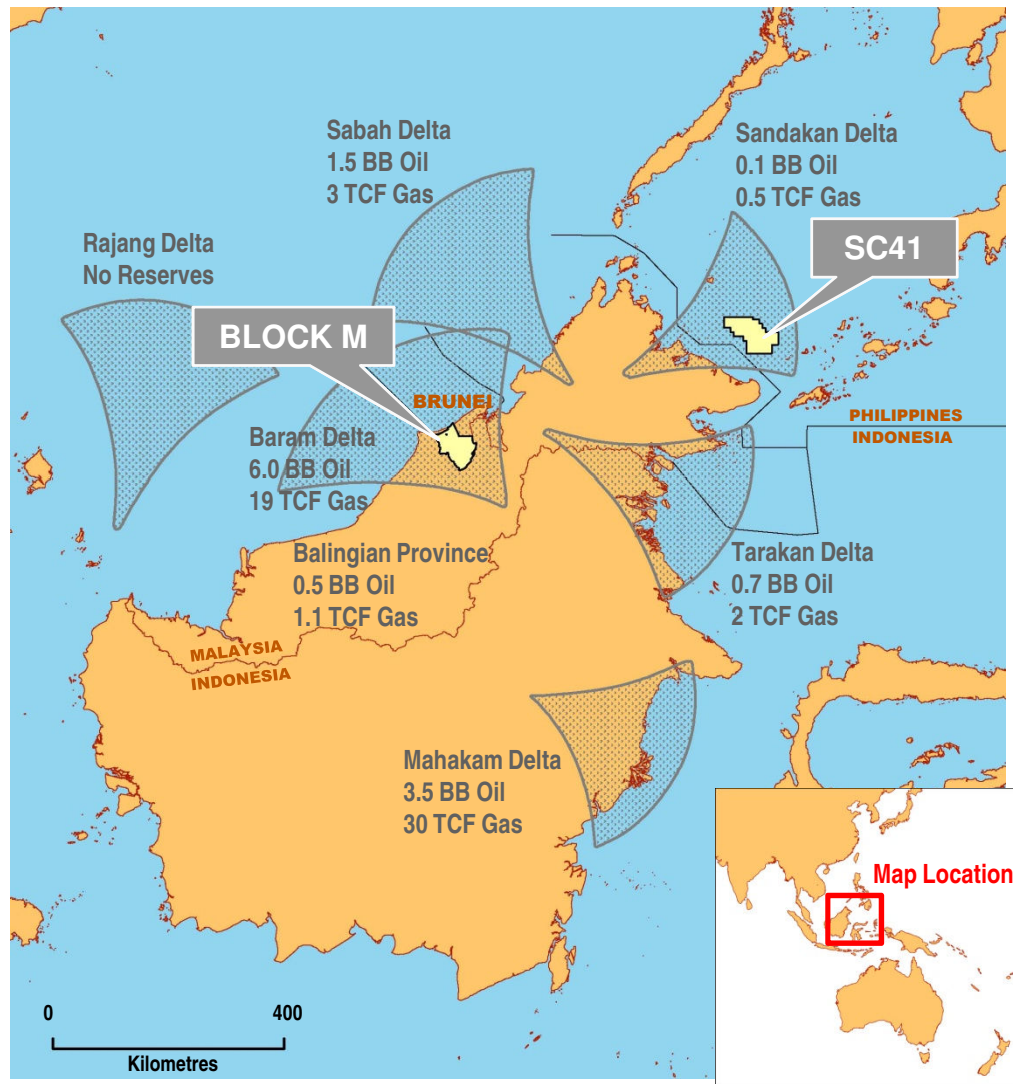 Sabah Delta
1.5 BB Oil
3 TCF Gas
Sandakan Delta
0.1 BB Oil
0.5 TCF Gas
Rajang Delta
No Reserves
SC41
BLOCK M
BRUNEI
PHILIPPINES
INDONESIA
Baram Delta
6.0 BB Oil
19 TCF Gas
Balingian Province
0.5 BB Oil
1.1 TCF Gas
Tarakan Delta
0.7 BB Oil
2 TCF Gas
MALAYSIA
INDONESIA
Mahakam Delta
3.5 BB Oil
30 TCF Gas
Map Location
0 400
Kilometres